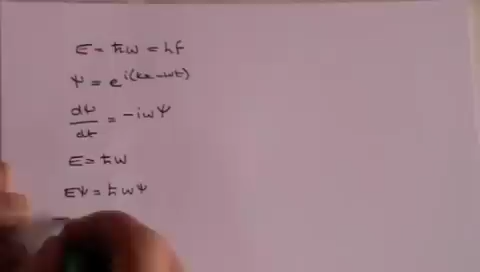 E = ħω = hf
Ψ = e^{i(kx-ωt)}
dΨ/dt = -iωΨ
E = ħω
EΨ = ħωΨ